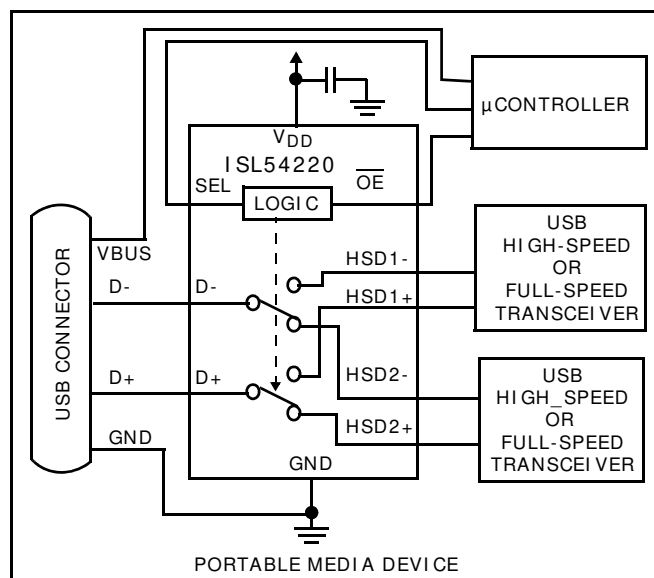 µCONTROLLER
VDD
ISL54220
SEL
OE
LOGIC
USB CONNECTOR
VBUS
D-
D-
D+
D+
GND
HSD1-
HSD1+
HSD2-
HSD2+
GND
USB
HIGH-SPEED
OR
FULL-SPEED
TRANSCEIVER
USB
HIGH_SPEED
OR
FULL-SPEED
TRANSCEIVER
PORTABLE MEDIA DEVICE